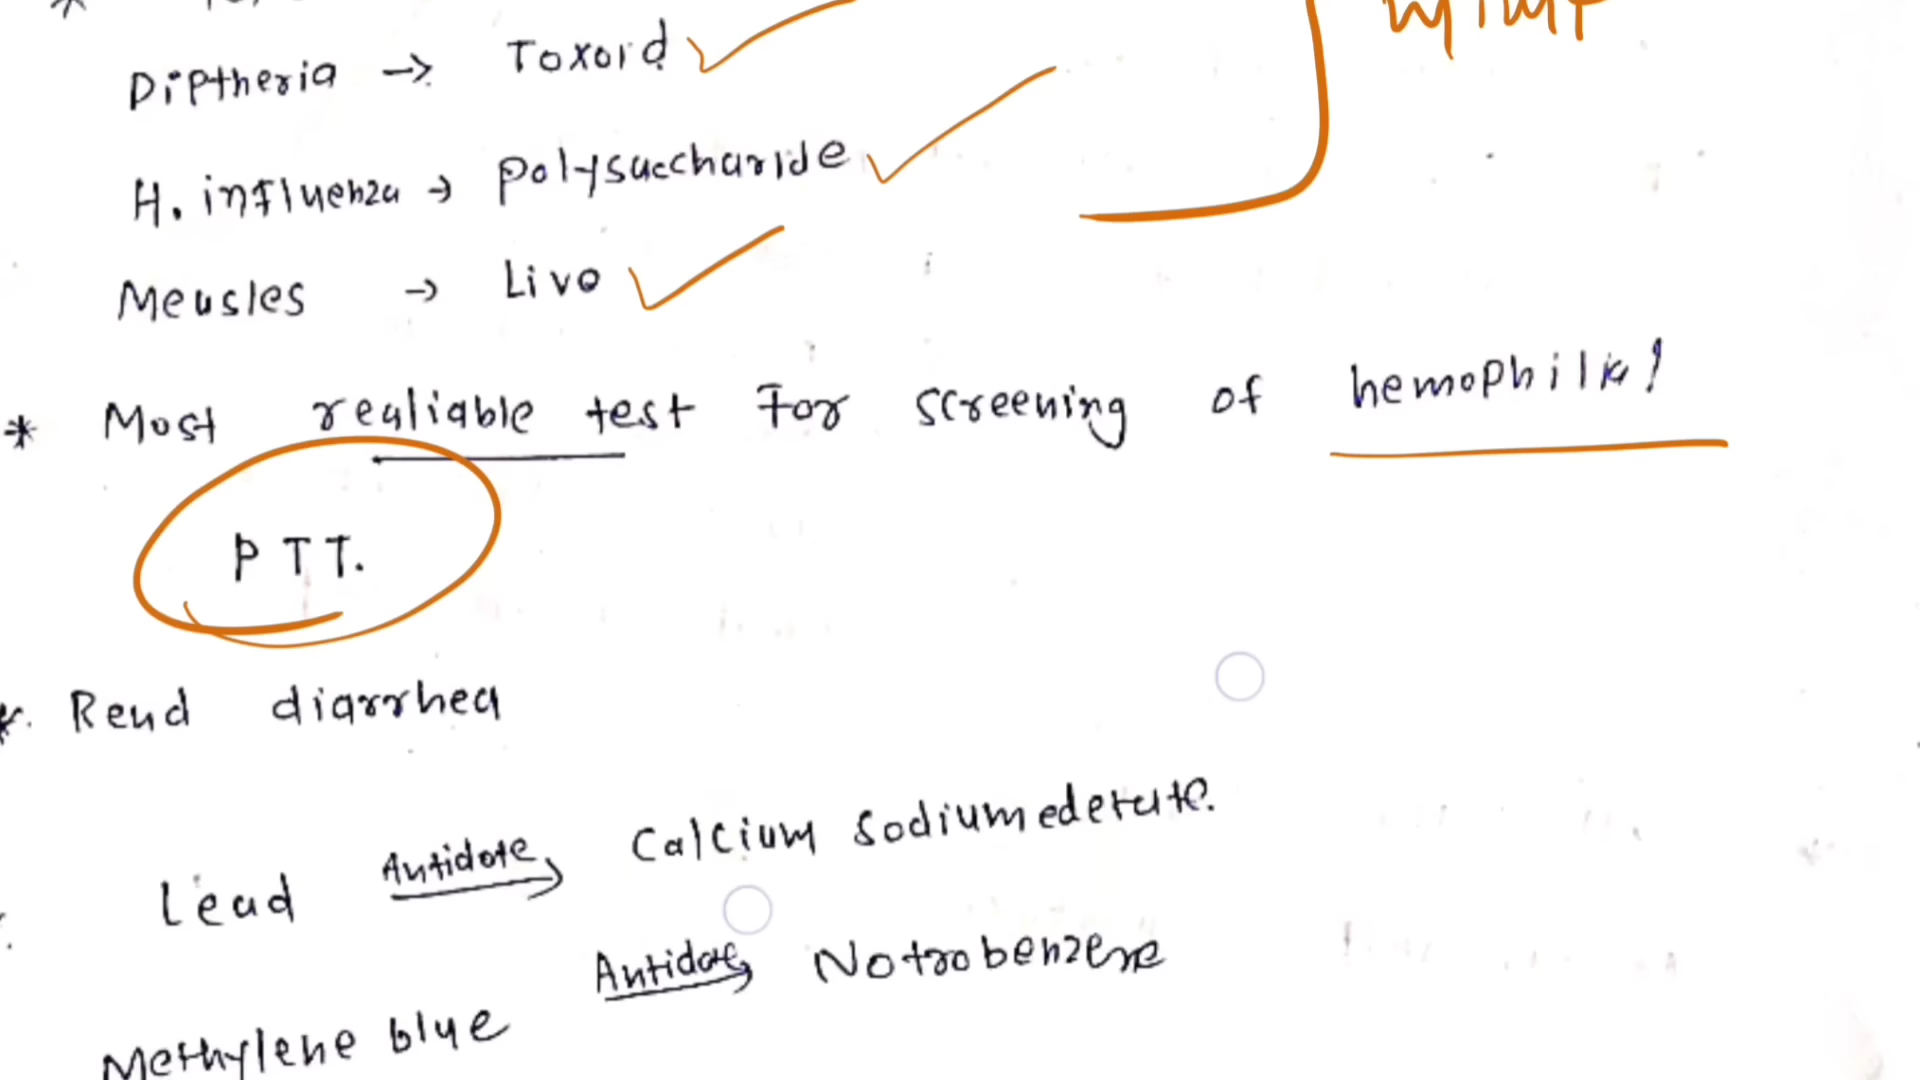 Diptheria → Toxoid
H. influenza → Polysaccharide
Measles → Live
* Most realiable test For screening of hemophilia!
PTT.
*. Read diarrhea
Lead Antidote → Calcium Sodium edetate.
Methylene blue Antidote → Notrobenzene